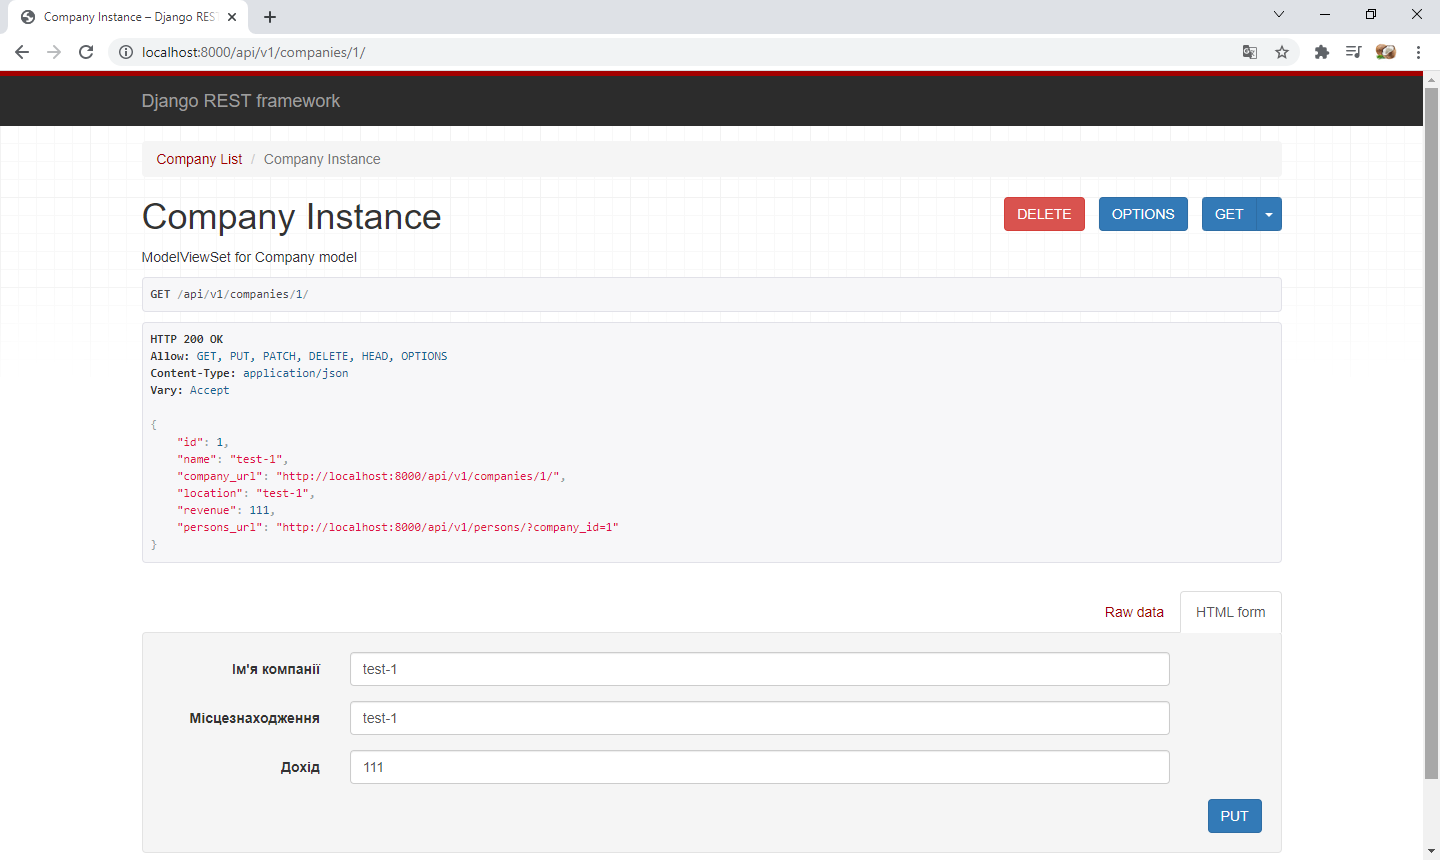 Company Instance – Django REST
localhost:8000/api/v1/companies/1/
Django REST framework
Company List / Company Instance
Company Instance
DELETE
OPTIONS
GET
ModelViewSet for Company model
GET /api/v1/companies/1/
HTTP 200 OK
Allow: GET, PUT, PATCH, DELETE, HEAD, OPTIONS
Content-Type: application/json
Vary: Accept
{
"id": 1,
"name": "test-1",
"company_url": "http://localhost:8000/api/v1/companies/1/",
"location": "test-1",
"revenue": 111,
"persons_url": "http://localhost:8000/api/v1/persons/?company_id=1"
}
Raw data
HTML form
Ім'я компанії
test-1
Місцезнаходження
test-1
Дохід
111
PUT